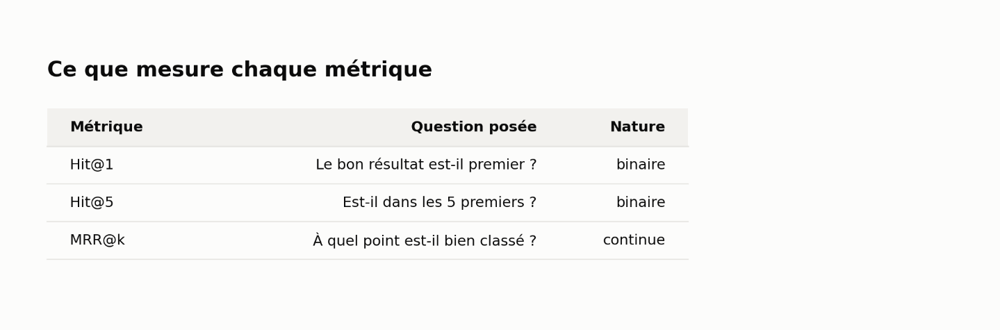 Ce que mesure chaque métrique
Métrique Question posée Nature
Hit@1 Le bon résultat est-il premier ? binaire
Hit@5 Est-il dans les 5 premiers ? binaire
MRR@k À quel point est-il bien classé ? continue